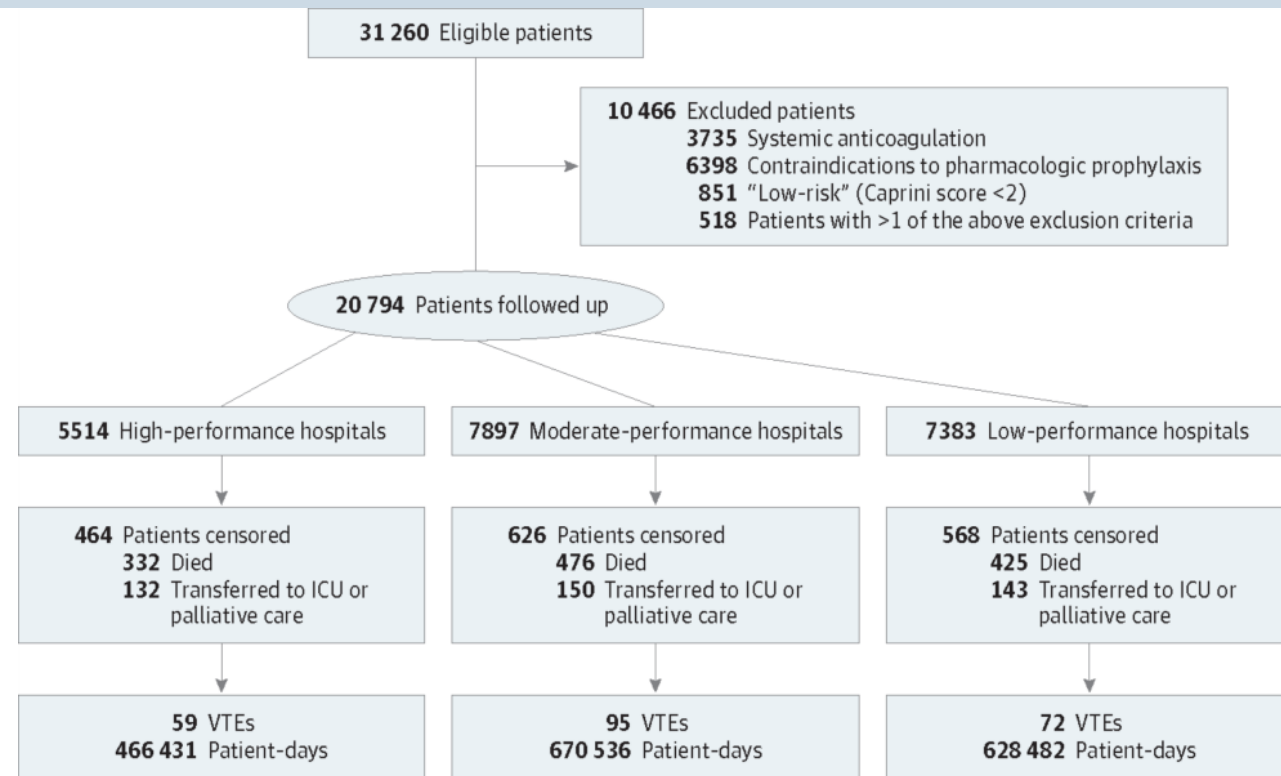 31 260 Eligible patients
10 466 Excluded patients
3735 Systemic anticoagulation
6398 Contraindications to pharmacologic prophylaxis
851 “Low-risk” (Caprini score <2)
518 Patients with >1 of the above exclusion criteria
20 794 Patients followed up
5514 High-performance hospitals
7897 Moderate-performance hospitals
7383 Low-performance hospitals
464 Patients censored
332 Died
132 Transferred to ICU or
palliative care
626 Patients censored
476 Died
150 Transferred to ICU or
palliative care
568 Patients censored
425 Died
143 Transferred to ICU or
palliative care
59 VTEs
466 431 Patient-days
95 VTEs
670 536 Patient-days
72 VTEs
628 482 Patient-days